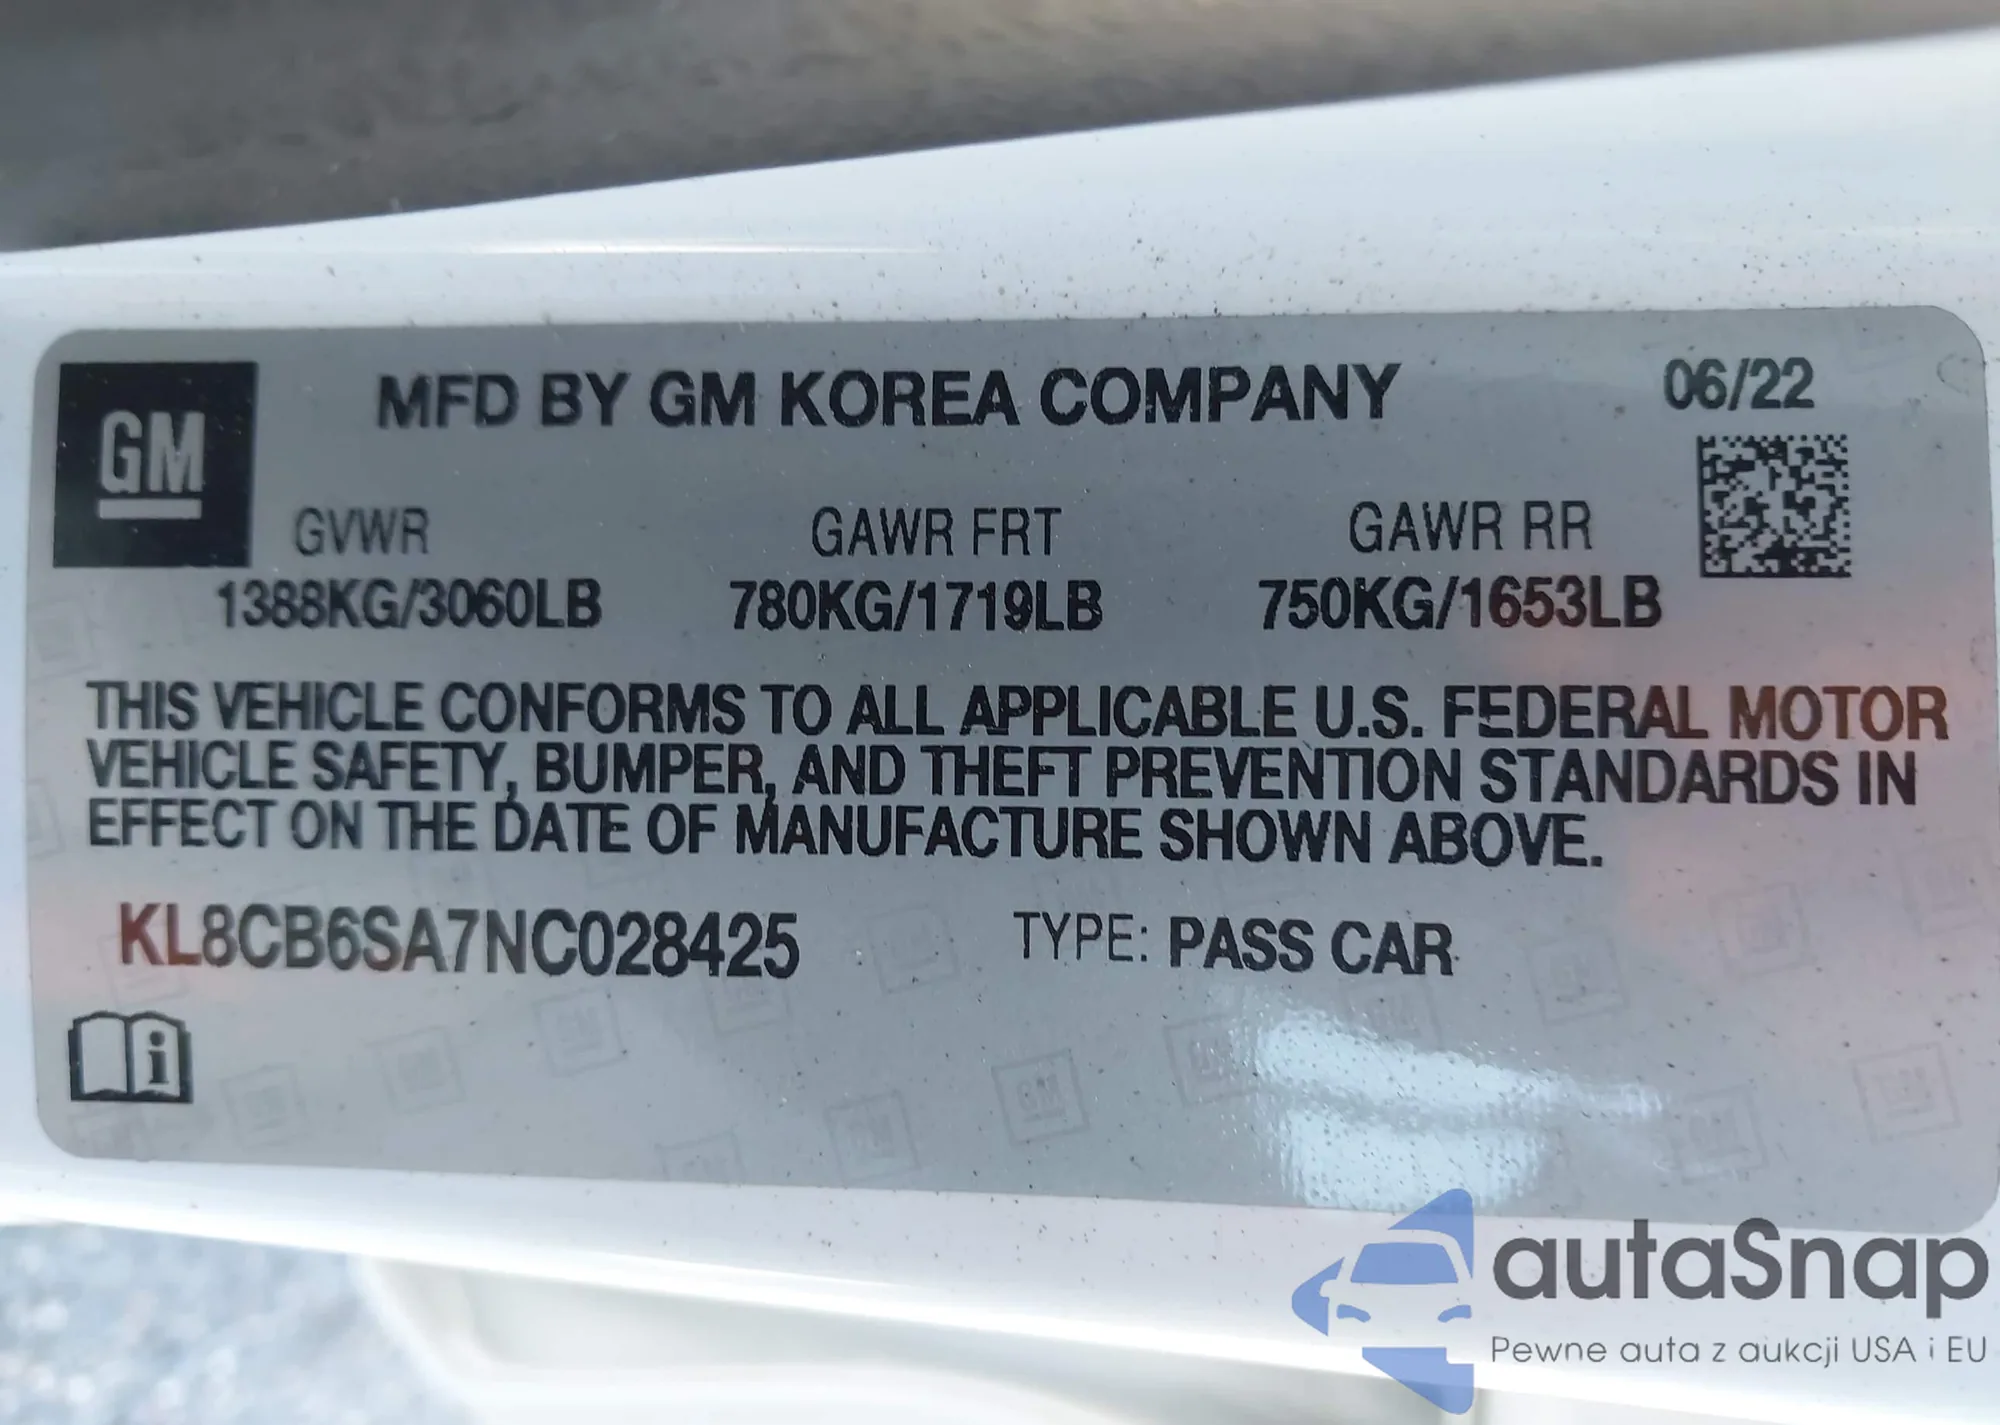 GM
MFD BY GM KOREA COMPANY
06/22
GVWR
GAWR FRT
GAWR RR
1388KG/3060LB
780KG/1719LB
750KG/1653LB
THIS VEHICLE CONFORMS TO ALL APPLICABLE U.S. FEDERAL MOTOR
VEHICLE SAFETY, BUMPER, AND THEFT PREVENTION STANDARDS IN
EFFECT ON THE DATE OF MANUFACTURE SHOWN ABOVE.
KL8CB6SA7NC028425
TYPE: PASS CAR
i
autaSnap
Pewne auta z aukcji USA i EU